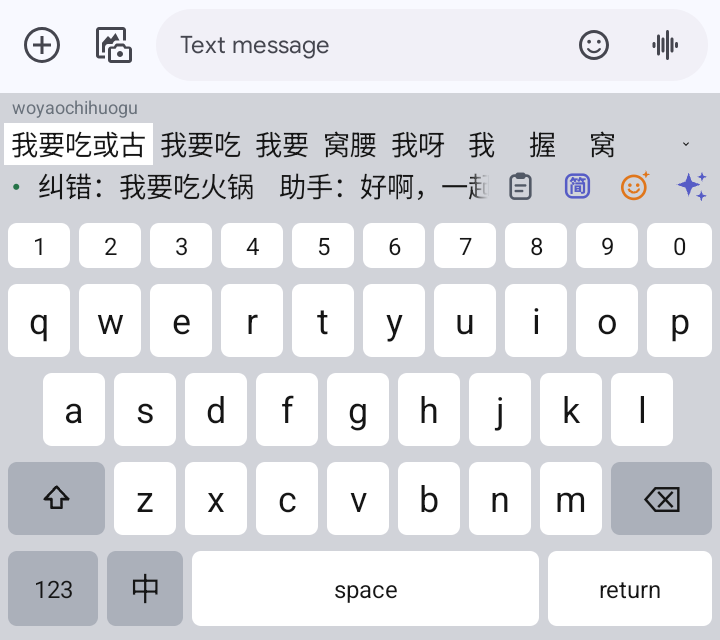 Text message
woyaochihuogu
我要吃或古 我要吃 我要 窝腰 我呀 我 握 窝
• 纠错：我要吃火锅 助手：好啊，一起 简
1 2 3 4 5 6 7 8 9 0
q w e r t y u i o p
a s d f g h j k l
z x c v b n m
123 中 space return